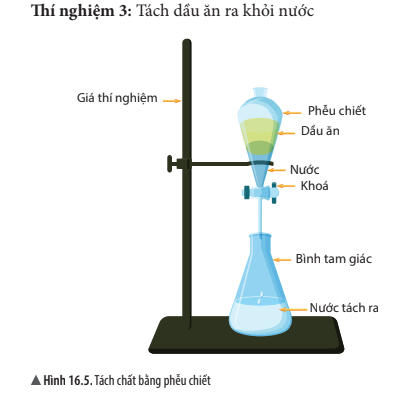 Thí nghiệm 3: Tách dầu ăn ra khỏi nước
Giá thí nghiệm
Phễu chiết
Dầu ăn
Nước
Khoá
Bình tam giác
Nước tách ra
▲ Hình 16.5. Tách chất bằng phễu chiết